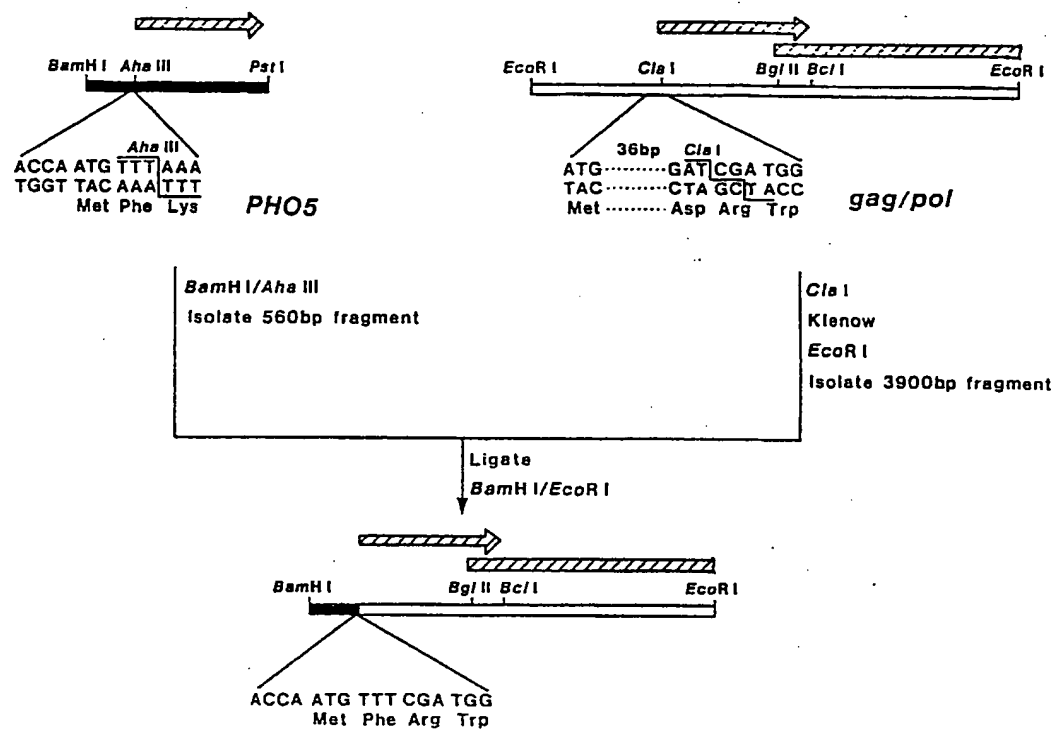 BamH I Aha III Pst I
Aha III
ACCA ATG TTT AAA
TGGT TAC AAA TTT
Met Phe Lys
PHO5
EcoR I Cla I Bgl II Bcl I EcoR I
36bp Cla I
ATG ········ GAT CGA TGG
TAC ········ CTA GCT ACC
Met ·········· Asp Arg Trp
gag/pol
BamH I/Aha III
Isolate 560bp fragment
Cla I
Klenow
EcoR I
Isolate 3900bp fragment
Ligate
BamH I/EcoR I
BamH I Bgl II Bcl I EcoR I
ACCA ATG TTT CGA TGG
Met Phe Arg Trp